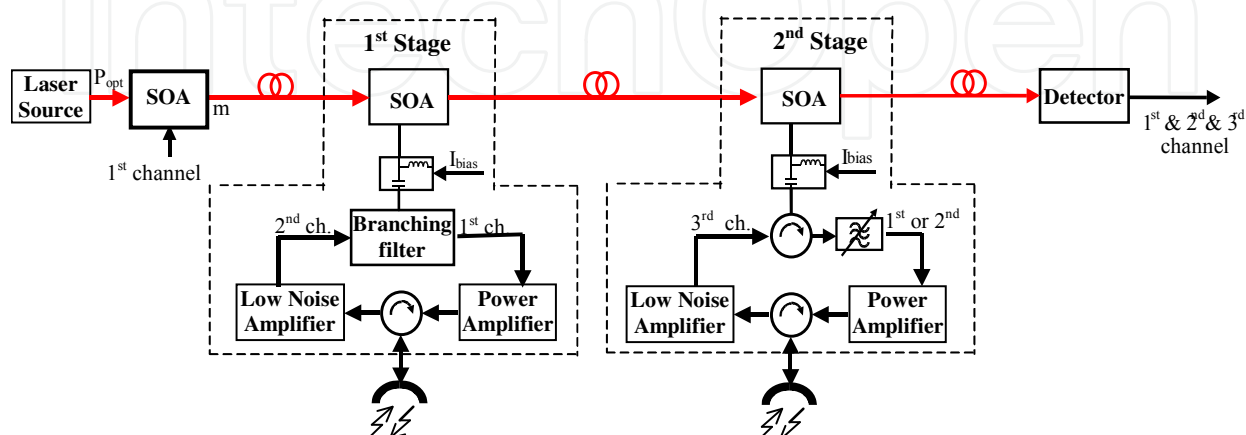 IntechOpen
1st Stage
2nd Stage
Laser
Source
Popt
SOA
m
SOA
SOA
Detector
1st & 2nd & 3rd
channel
1st channel
Ibias
Ibias
2nd ch.
Branching
filter
1st ch
3rd ch.
1st or 2nd
Low Noise
Amplifier
Power
Amplifier
Low Noise
Amplifier
Power
Amplifier